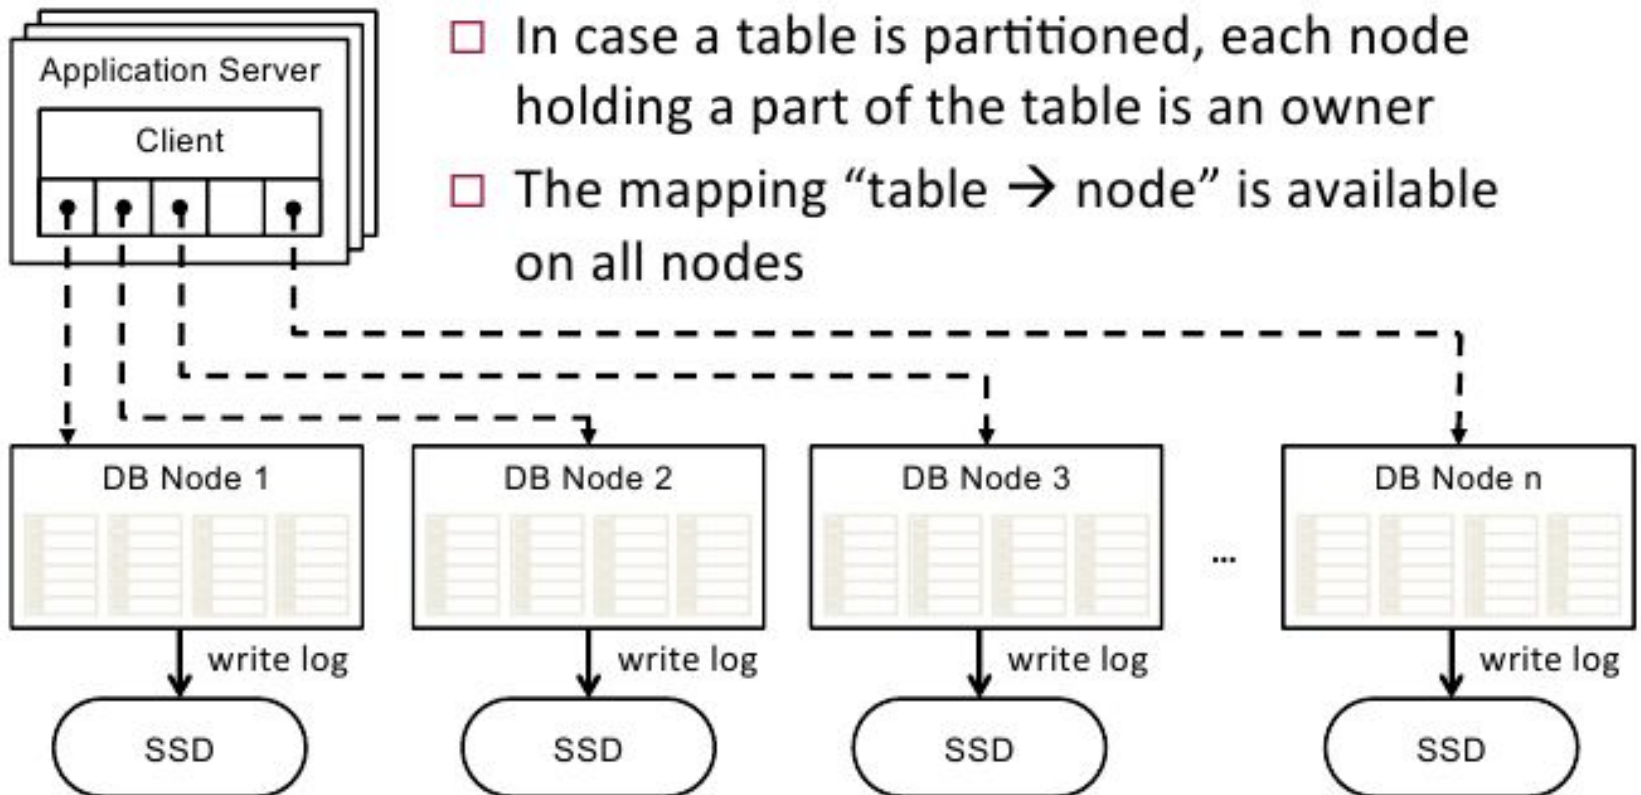 Application Server
Client
□ In case a table is partitioned, each node
holding a part of the table is an owner
□ The mapping “table → node” is available
on all nodes
DB Node 1
DB Node 2
DB Node 3
...
DB Node n
write log
write log
write log
write log
SSD
SSD
SSD
SSD